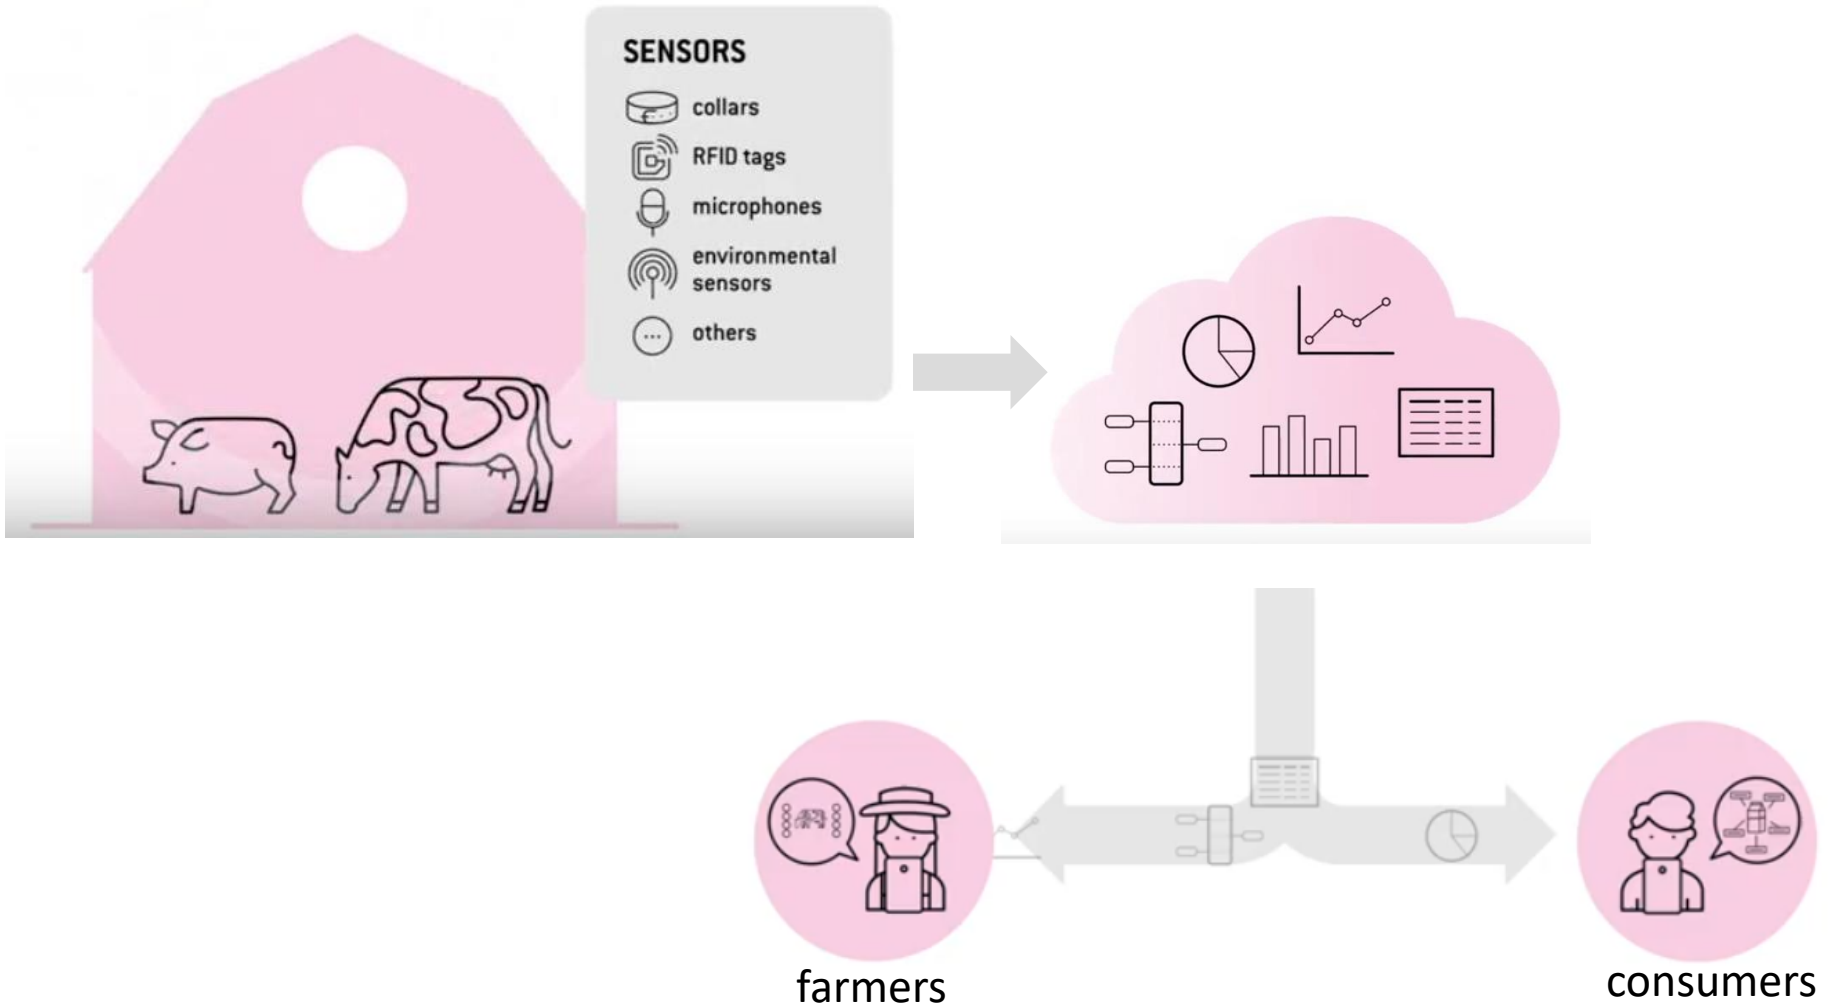 SENSORS
collars
RFID tags
microphones
environmental
sensors
others
farmers
consumers